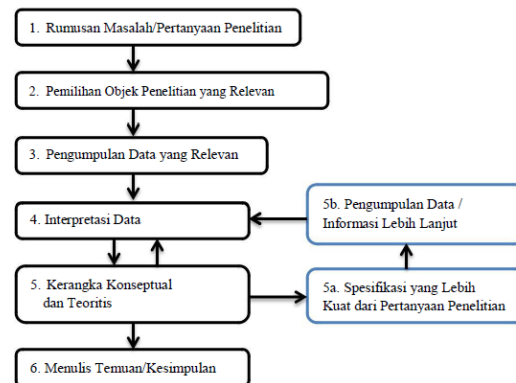 1. Rumusan Masalah/Pertanyaan Penelitian
2. Pemilihan Objek Penelitian yang Relevan
3. Pengumpulan Data yang Relevan
4. Interpretasi Data
5b. Pengumpulan Data /
Informasi Lebih Lanjut
5. Kerangka Konseptual
dan Teoritis
5a. Spesifikasi yang Lebih
Kuat dari Pertanyaan Penelitian
6. Menulis Temuan/Kesimpulan